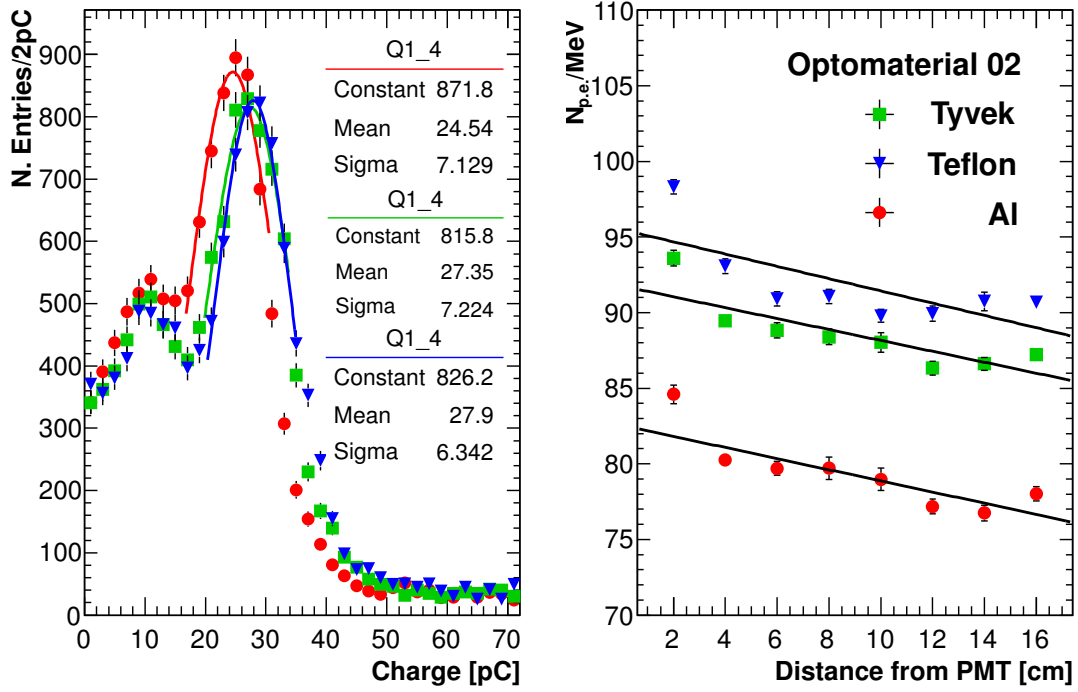 N. Entries/2pC
900
800
700
600
500
400
300
200
100
0
0 10 20 30 40 50 60 70
Charge [pC]
Q1_4
Constant 871.8
Mean 24.54
Sigma 7.129
Q1_4
Constant 815.8
Mean 27.35
Sigma 7.224
Q1_4
Constant 826.2
Mean 27.9
Sigma 6.342
N_p.e./MeV
110
105
100
95
90
85
80
75
70
2 4 6 8 10 12 14 16
Distance from PMT [cm]
Optomaterial 02
Tyvek
Teflon
Al